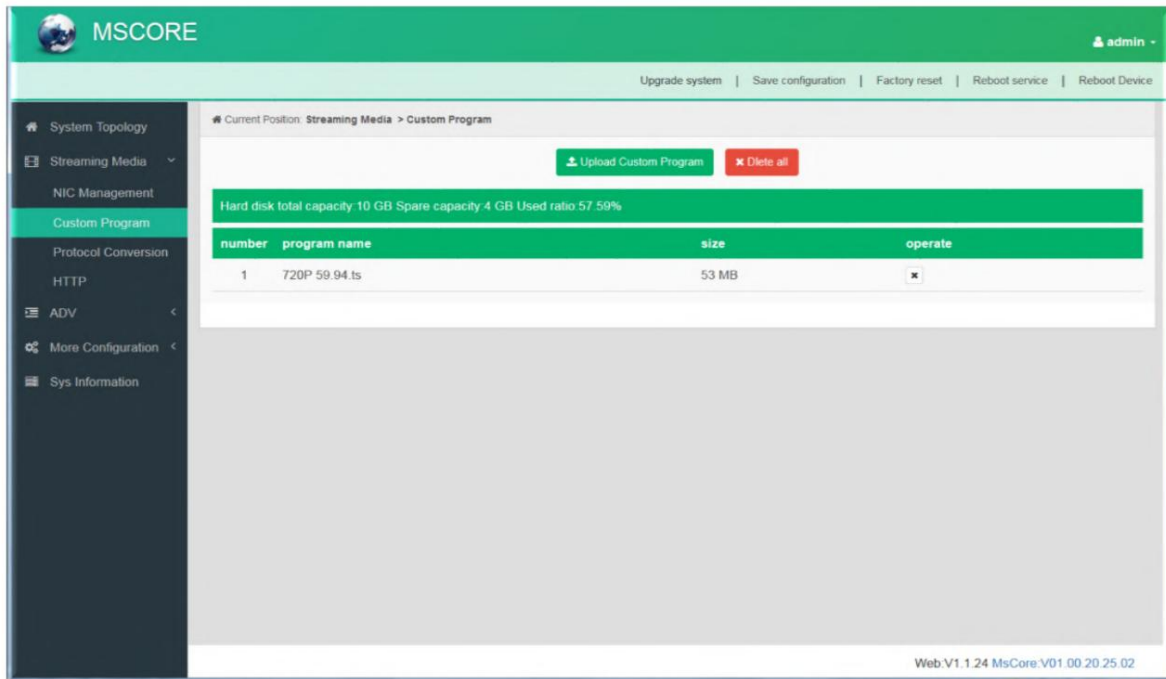 MSCORE
admin
Upgrade system | Save configuration | Factory reset | Reboot service | Reboot Device
System Topology
Streaming Media
NIC Management
Custom Program
Protocol Conversion
HTTP
ADV
More Configuration
Sys Information
Current Position: Streaming Media > Custom Program
Upload Custom Program
Dlete all
Hard disk total capacity:10 GB Spare capacity:4 GB Used ratio:57.59%
number program name size operate
1 720P 59.94.ts 53 MB
Web:V1.1.24 MsCore:V01.00.20.25.02